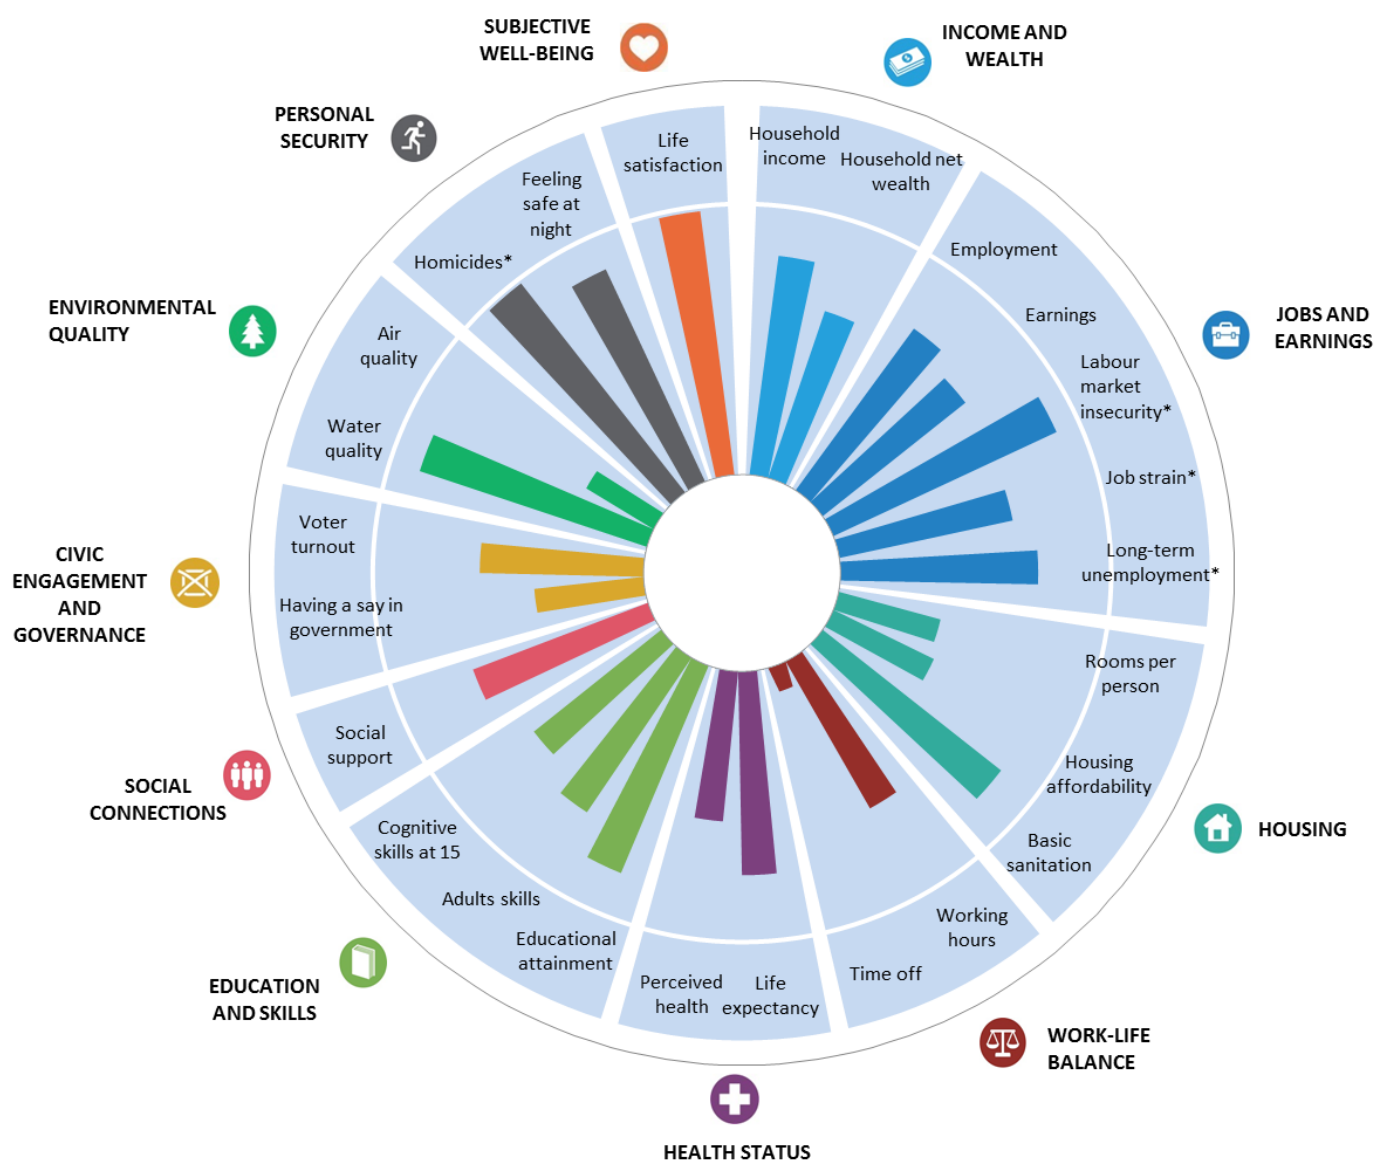 SUBJECTIVE
WELL-BEING
INCOME AND
WEALTH
PERSONAL
SECURITY
Life
satisfaction
Household
income
Household net
wealth
Feeling
safe at
night
Homicides*
Employment
ENVIRONMENTAL
QUALITY
Air
quality
Earnings
JOBS AND
EARNINGS
Labour
market
insecurity*
Water
quality
Job strain*
Voter
turnout
Long-term
unemployment*
CIVIC
ENGAGEMENT
AND
GOVERNANCE
Having a say in
government
Rooms per
person
Social
support
Housing
affordability
SOCIAL
CONNECTIONS
Cognitive
skills at 15
Basic
sanitation
HOUSING
Adults skills
Working
hours
Educational
attainment
Time off
Perceived
health
Life
expectancy
EDUCATION
AND SKILLS
WORK-LIFE
BALANCE
HEALTH STATUS